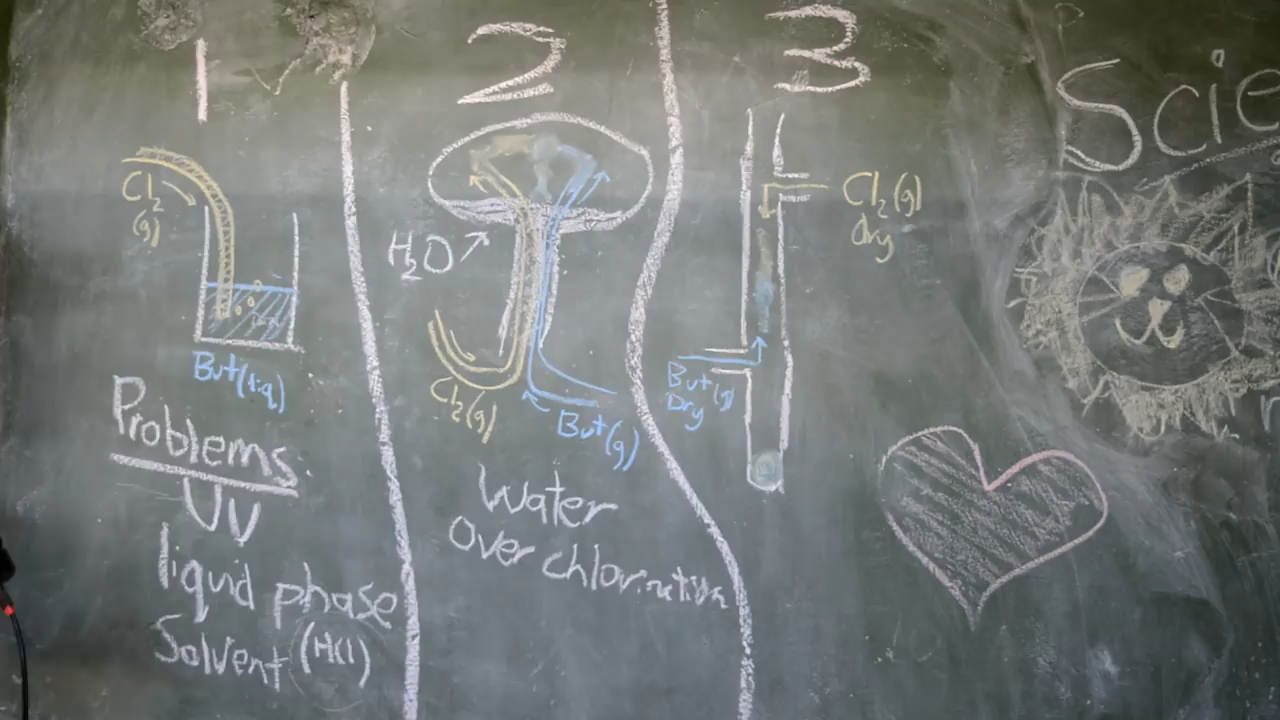 1
Cl₂
(g)
But(liq)
Problems
UV
liquid phase
Solvent (HCl)
2
H₂O
Cl₂(g)
But(g)
Water
Over chlorination
3
Cl₂(g)
dry
But(g)
Dry
Scie